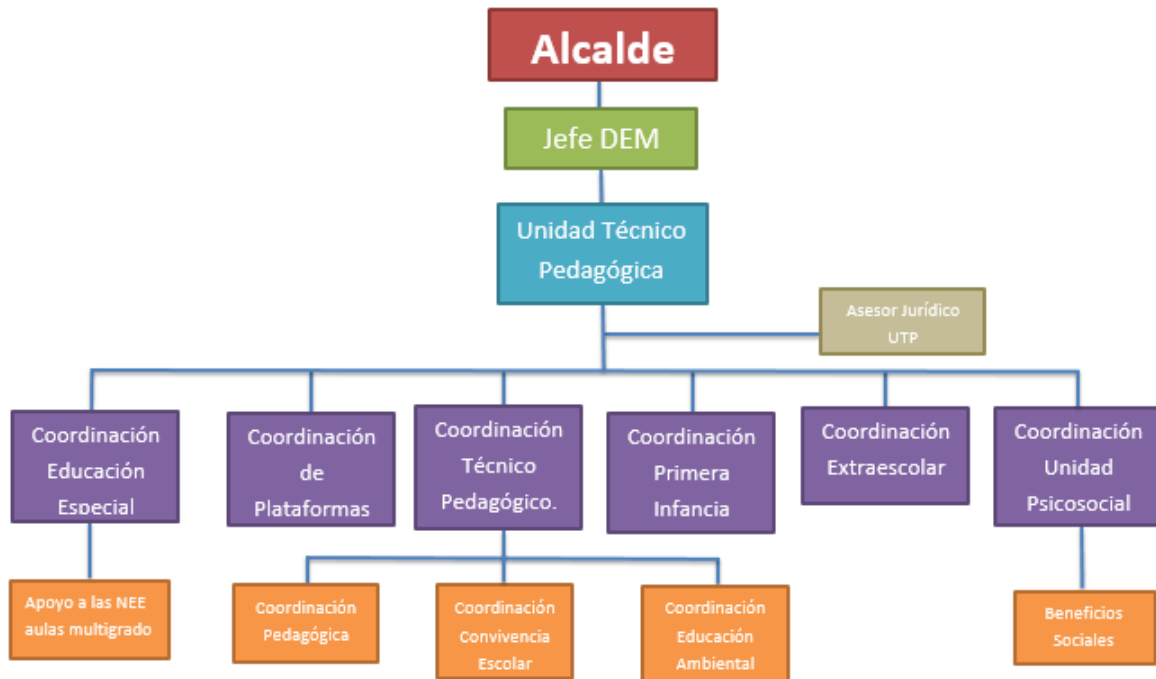 Alcalde
Jefe DEM
Unidad Técnico
Pedagógica
Asesor Jurídico
UTP
Coordinación
Educación
Especial
Coordinación
de
Plataformas
Coordinación
Técnico
Pedagógico.
Coordinación
Primera
Infancia
Coordinación
Extraescolar
Coordinación
Unidad
Psicosocial
Apoyo a las NEE
aulas multigrado
Coordinación
Pedagógica
Coordinación
Convivencia
Escolar
Coordinación
Educación
Ambiental
Beneficios
Sociales